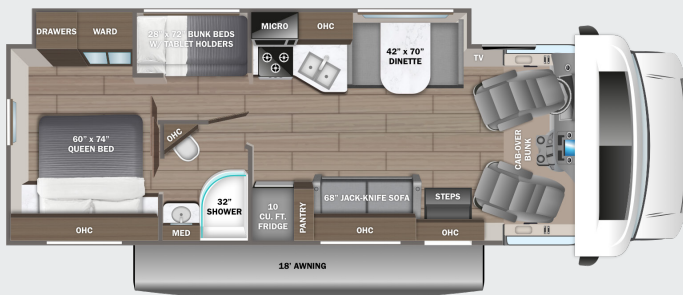 DRAWERS
WARD
28" x 72" BUNK BEDS
W/ TABLET HOLDERS
MICRO
OHC
42" x 70"
DINETTE
TV
OHC
60" x 74"
QUEEN BED
CAB-OVER
BUNK
32"
SHOWER
10
CU. FT.
FRIDGE
PANTRY
68" JACK-KNIFE SOFA
STEPS
OHC
MED
OHC
OHC
18' AWNING